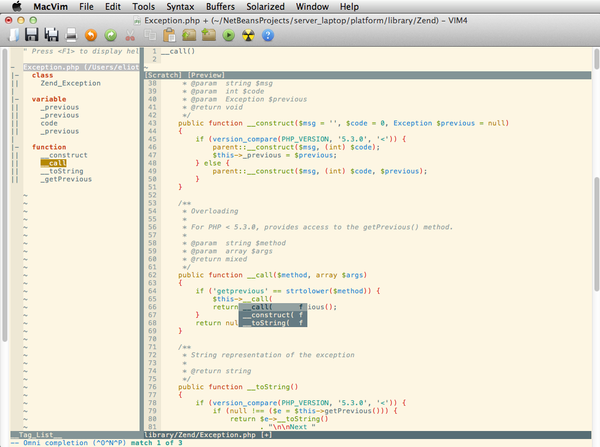 MacVim File Edit Tools Syntax Buffers Solarized Window Help
Exception.php + (~/NetBeansProjects/server_laptop/platform/library/Zend) – VIM4
" Press <F1> to display hel
Exception.php (/Users/eliot
|- class
|| Zend_Exception
|- variable
|| _previous
|| _previous
|| code
|| _previous
|- function
|| __construct
|| __call
|| __toString
|| _getPrevious
~
_Tag_List__
1 __call()
2
~
[Scratch] [Preview]
38 * @param string $msg
39 * @param int $code
40 * @param Exception $previous
41 * @return void
42 */
43 public function __construct($msg = '', $code = 0, Exception $previous = null)
44 {
45 if (version_compare(PHP_VERSION, '5.3.0', '<')) {
46 parent::__construct($msg, (int) $code);
47 $this->_previous = $previous;
48 } else {
49 parent::__construct($msg, (int) $code, $previous);
50 }
51 }
52
53 /**
54 * Overloading
55 *
56 * For PHP < 5.3.0, provides access to the getPrevious() method.
57 *
58 * @param string $method
59 * @param array $args
60 * @return mixed
61 */
62 public function __call($method, array $args)
63 {
64 if ('getprevious' == strtolower($method)) {
65 $this->__call(
66 return __call( f ious();
67 } __construct( f
68 return nul __toString( f
69 }
70
71 /**
72 * String representation of the exception
73 *
74 * @return string
75 */
76 public function __toString()
77 {
78 if (version_compare(PHP_VERSION, '5.3.0', '<')) {
79 if (null !== ($e = $this->getPrevious())) {
80 return $e->__toString()
81 . "\n\nNext "
library/Zend/Exception.php [+]
-- Omni completion (^O^N^P) match 1 of 3